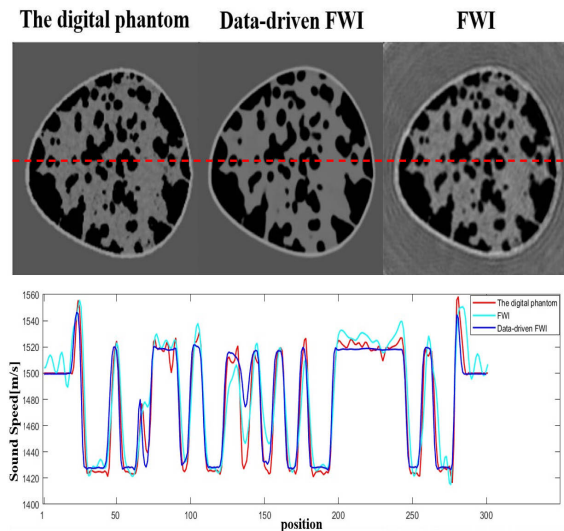 The digital phantom Data-driven FWI FWI
1560
1540
1520
1500
1480
1460
1440
1420
1400
Sound Speed[m/s]
The digital phantom
FWI
Data-driven FWI
1 50 100 150 200 250 300
position